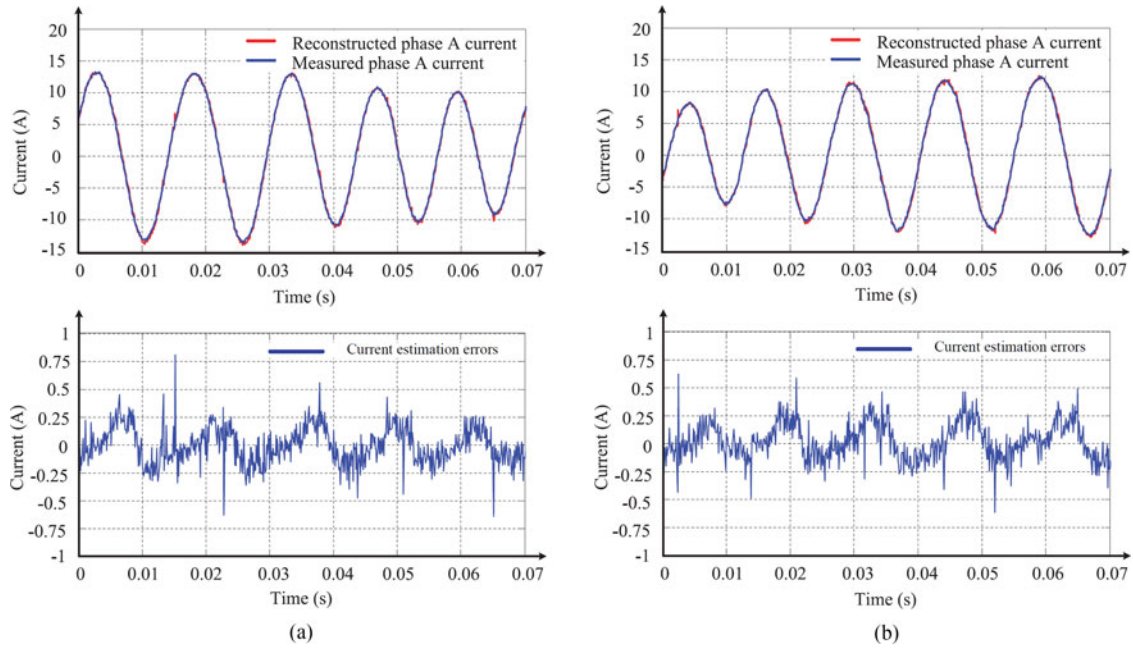 20
15
10
5
0
-5
-10
-15
Current (A)
Reconstructed phase A current
Measured phase A current
0 0.01 0.02 0.03 0.04 0.05 0.06 0.07
Time (s)
1
0.75
0.5
0.25
0
-0.25
-0.5
-0.75
-1
Current (A)
Current estimation errors
0 0.01 0.02 0.03 0.04 0.05 0.06 0.07
Time (s)
(a)
20
15
10
5
0
-5
-10
-15
Current (A)
Reconstructed phase A current
Measured phase A current
0 0.01 0.02 0.03 0.04 0.05 0.06 0.07
Time (s)
1
0.75
0.5
0.25
0
-0.25
-0.5
-0.75
-1
Current (A)
Current estimation errors
0 0.01 0.02 0.03 0.04 0.05 0.06 0.07
Time (s)
(b)